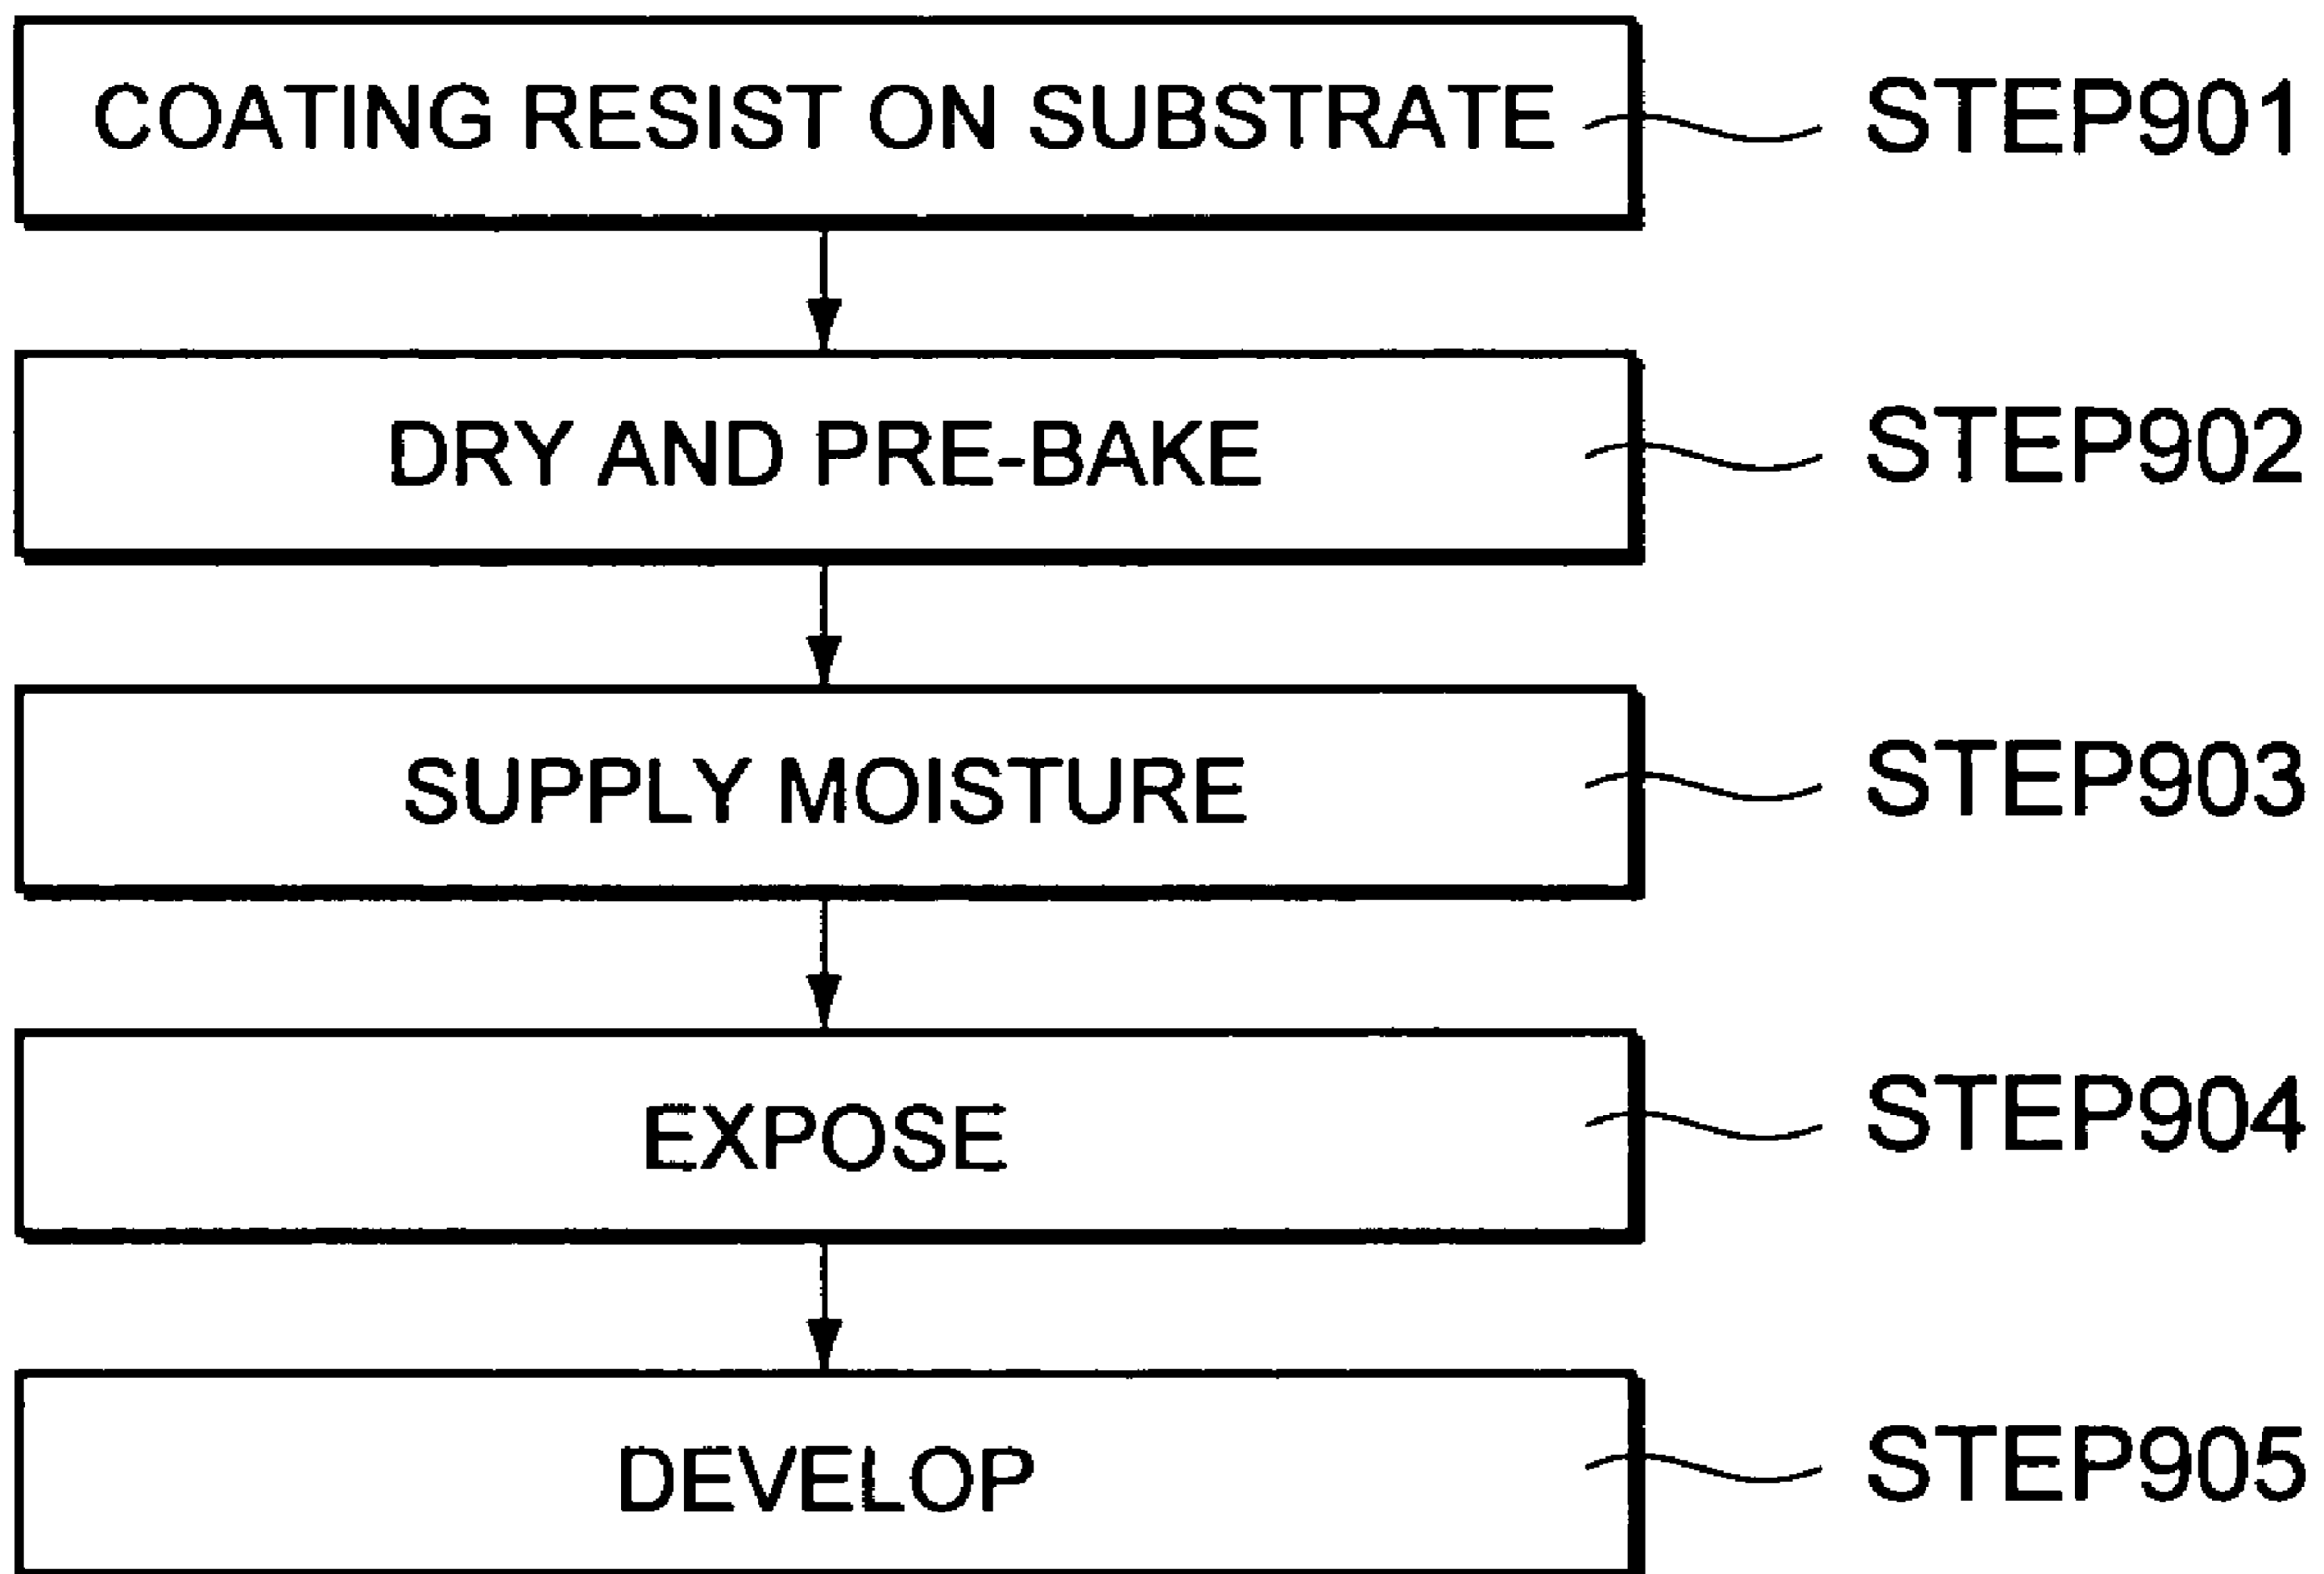 COATING RESIST ON SUBSTRATE STEP901
DRY AND PRE-BAKE STEP902
SUPPLY MOISTURE STEP903
EXPOSE STEP904
DEVELOP STEP905